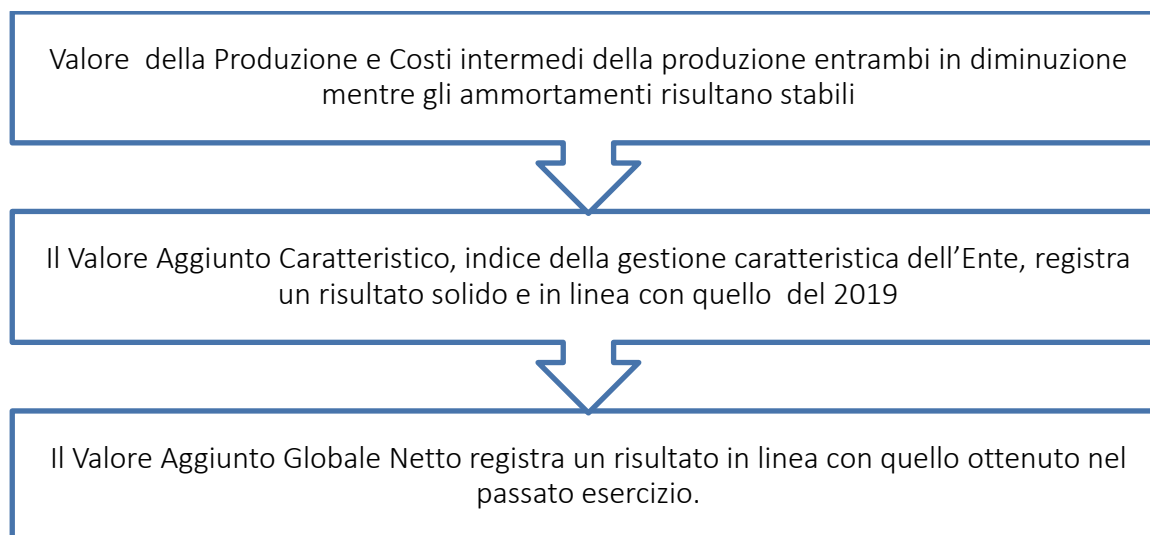 Valore  della Produzione e Costi intermedi della produzione entrambi in diminuzione
mentre gli ammortamenti risultano stabili
Il Valore Aggiunto Caratteristico, indice della gestione caratteristica dell’Ente, registra
un risultato solido e in linea con quello  del 2019
Il Valore Aggiunto Globale Netto registra un risultato in linea con quello ottenuto nel
passato esercizio.